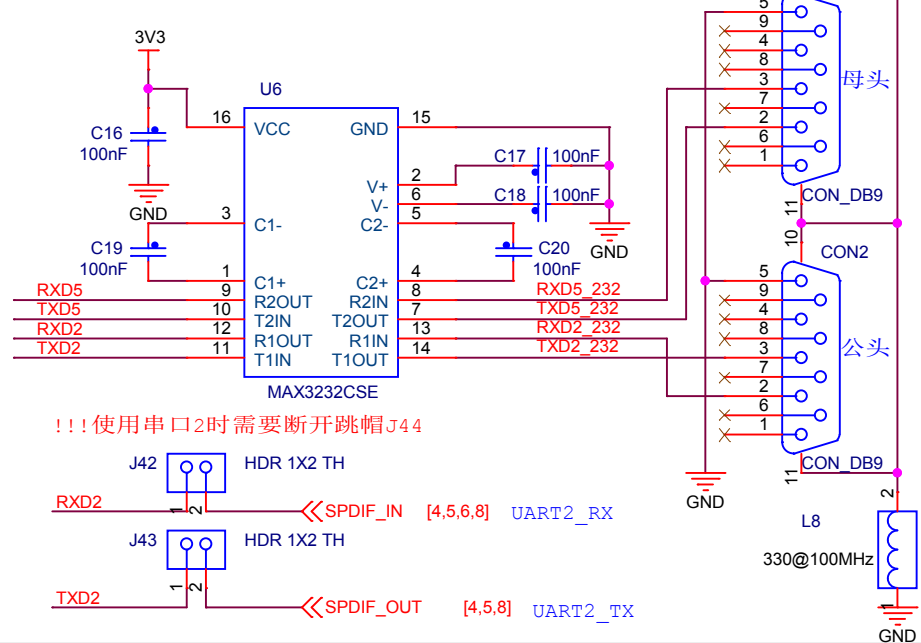 5
9
4
8
3
7
2
6
1
母头
11
CON_DB9
3V3
U6
16 VCC GND 15
C16
100nF
GND
V+ 2
V- 6
C17 100nF
C18 100nF
GND
3 C1- C2- 5
C19
100nF
C20
100nF
1 C1+ C2+ 4
RXD5 9 R2OUT R2IN 8 RXD5_232
TXD5 10 T2IN T2OUT 7 TXD5_232
RXD2 12 R1OUT R1IN 13 RXD2_232
TXD2 11 T1IN T1OUT 14 TXD2_232
MAX3232CSE
10
CON2
5
9
4
8
3
7
2
6
1
公头
11
CON_DB9
GND
!!!使用串口2时需要断开跳帽J44
J42 HDR 1X2 TH
RXD2 1 2 SPDIF_IN [4,5,6,8] UART2_RX
J43 HDR 1X2 TH
TXD2 1 2 SPDIF_OUT [4,5,8] UART2_TX
2
L8
330@100MHz
1
GND